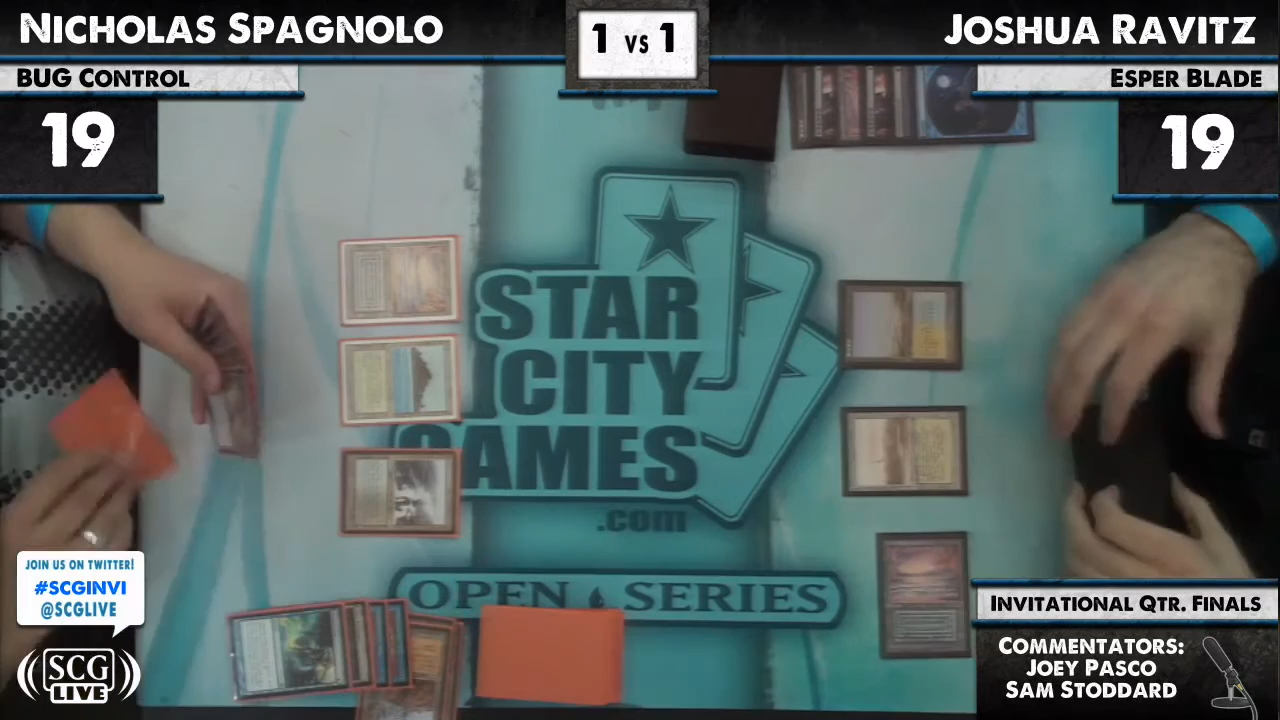 Nicholas Spagnolo
1 vs 1
Joshua Ravitz
BUG Control
Esper Blade
19
19
STAR
CITY
GAMES
.com
OPEN SERIES
Join us on Twitter!
#SCGINVI
@SCGLIVE
SCG
LIVE
Invitational Qtr. Finals
Commentators:
Joey Pasco
Sam Stoddard